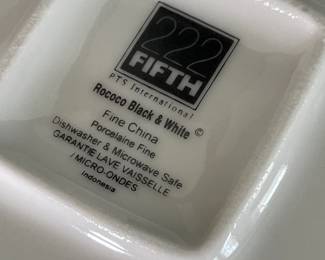 222
FIFTH
PTS International
Rococo Black & White ©
Fine China
Porcelaine Fine
Dishwasher & Microwave Safe
GARANTIE LAVE VAISSELLE
/ MICRO-ONDES
Indonesia